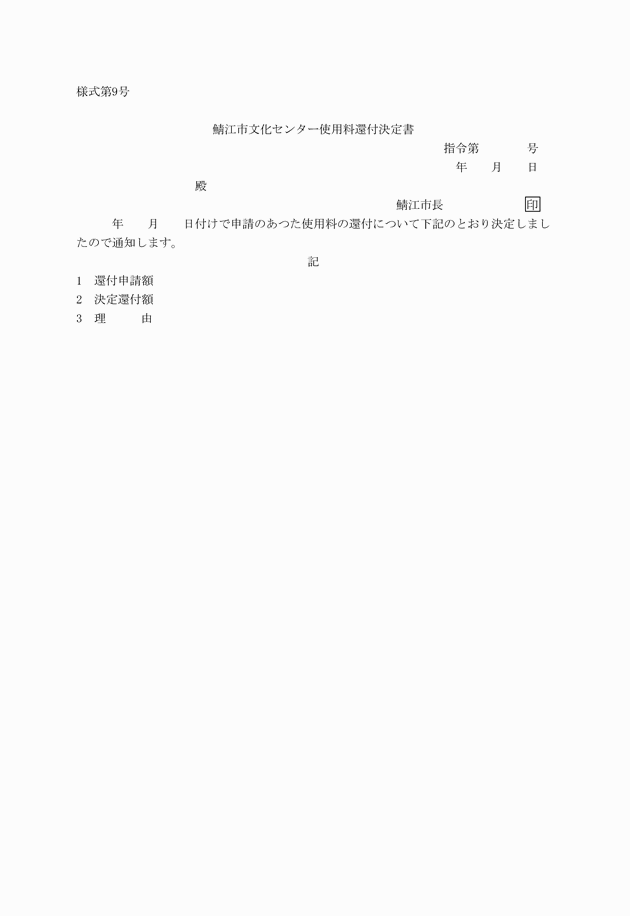 様式第9号
鯖江市文化センター使用料還付決定書
指令第　　　　号
年　　月　　日
殿
鯖江市長　　　　　　　印
年　　月　　日付けで申請のあつた使用料の還付について下記のとおり決定しまし
たので通知します。
記
1　還付申請額
2　決定還付額
3　理　　　由